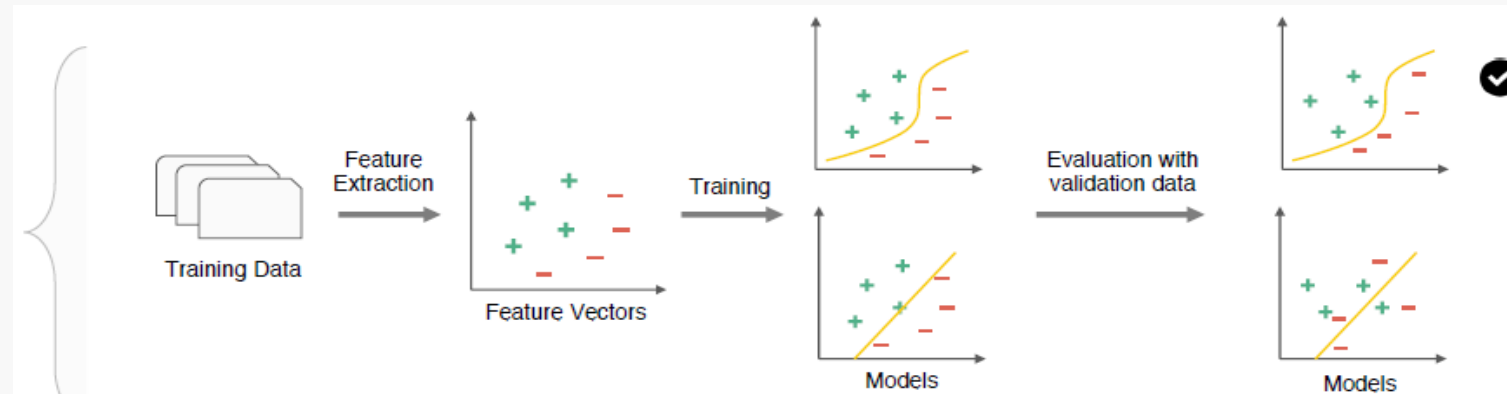 Training Data
Feature
Extraction
Feature Vectors
Training
Models
Evaluation with
validation data
Models